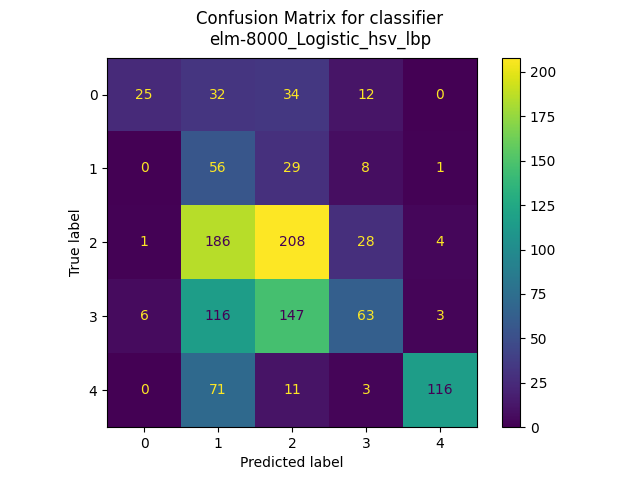 Confusion Matrix for classifier
elm-8000_Logistic_hsv_lbp
0 25 32 34 12 0
1 0 56 29 8 1
2 1 186 208 28 4
3 6 116 147 63 3
4 0 71 11 3 116
0 1 2 3 4
True label
Predicted label
200
175
150
125
100
75
50
25
0